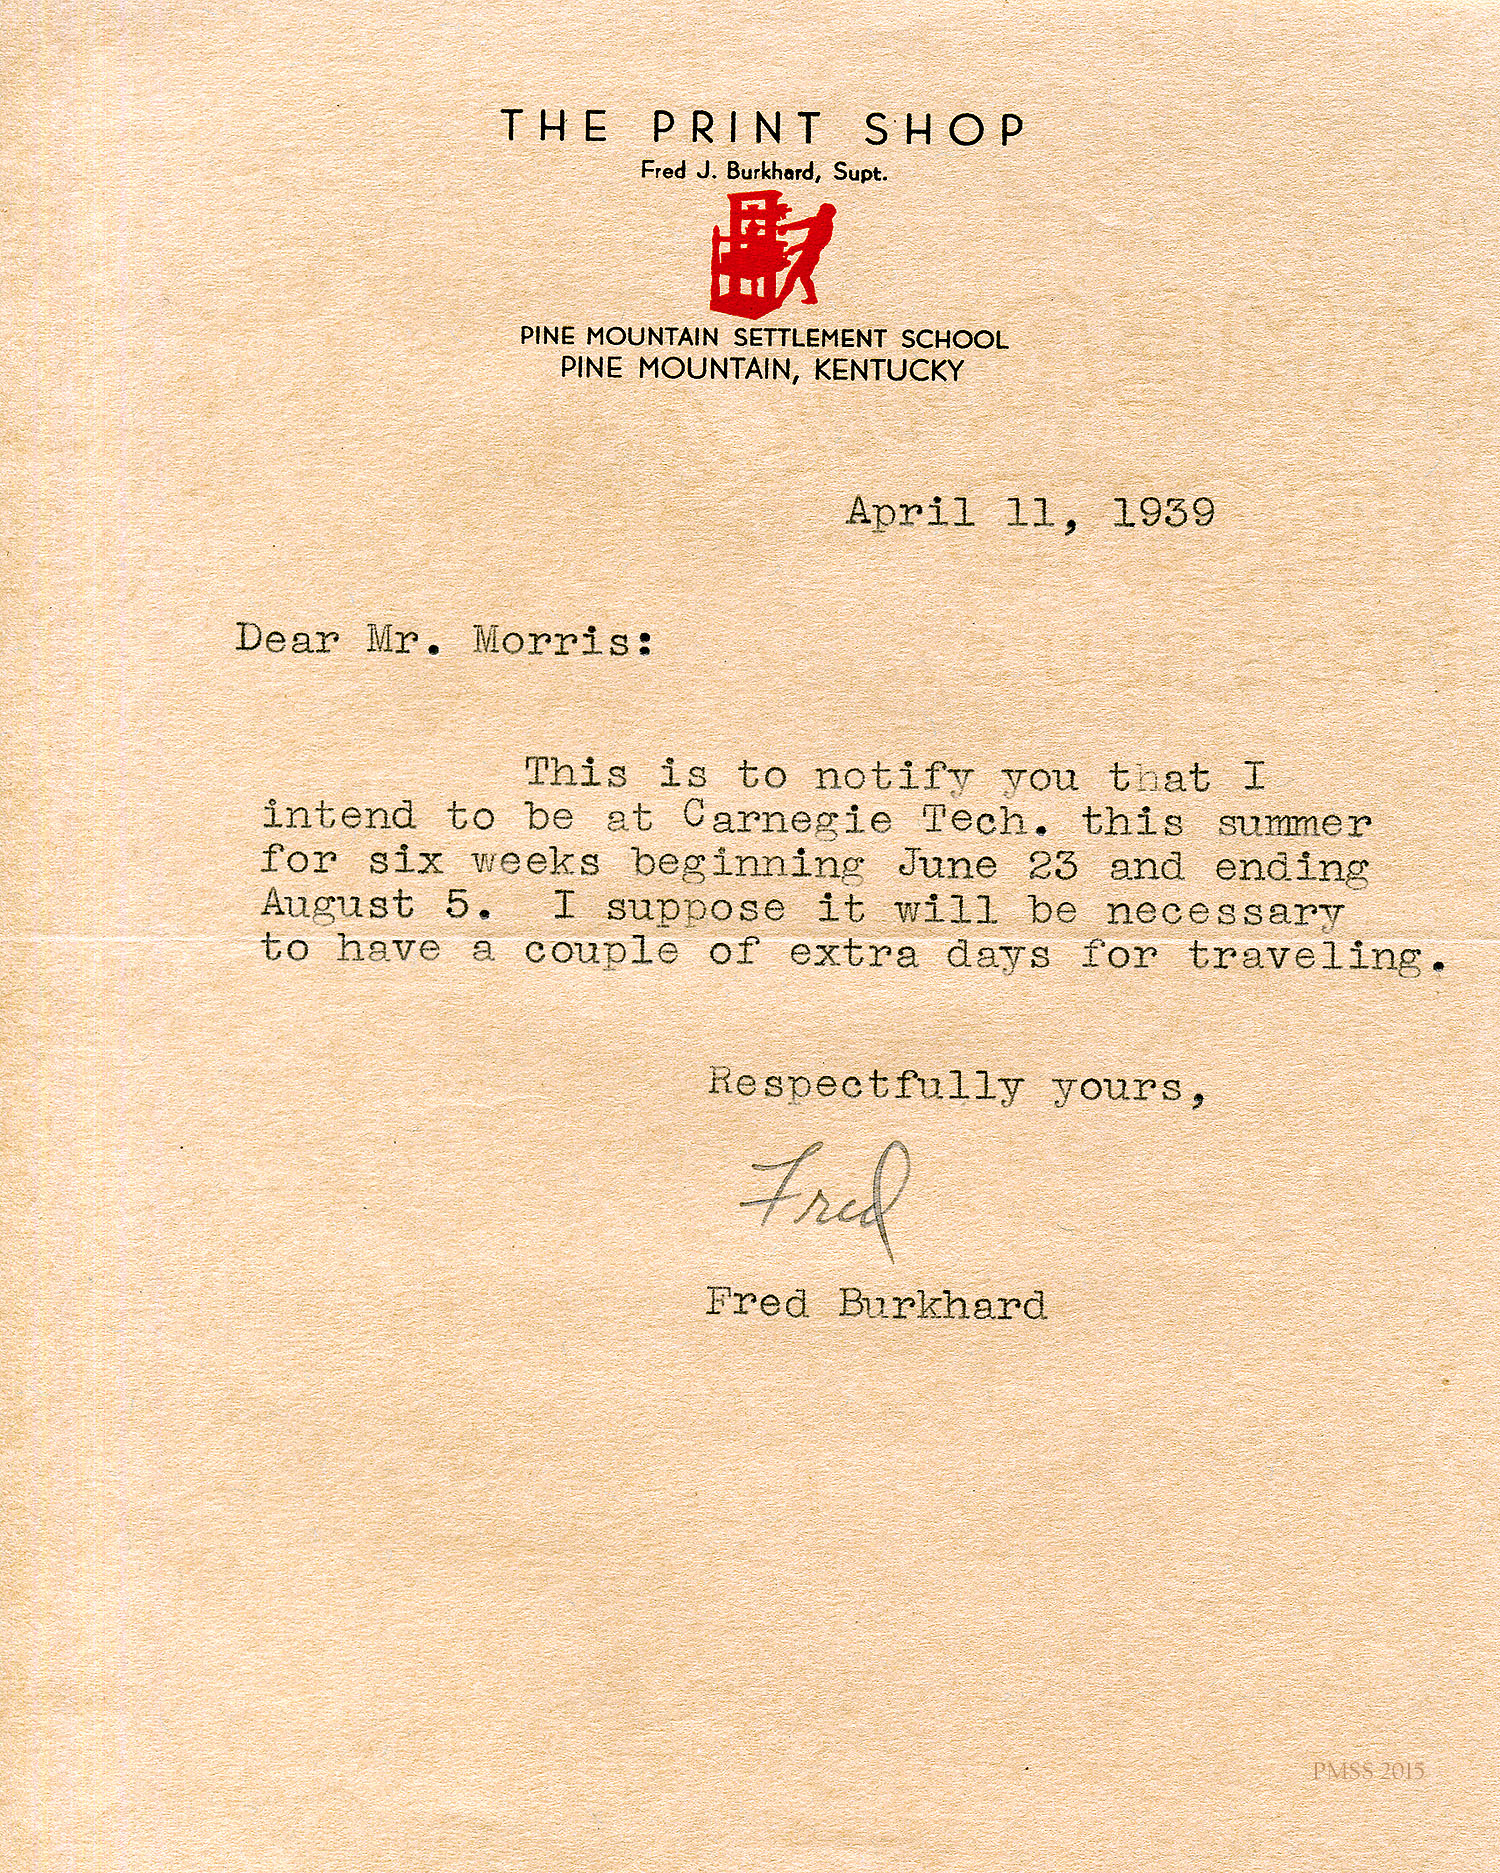 THE PRINT SHOP
Fred J. Burkhard, Supt.
PINE MOUNTAIN SETTLEMENT SCHOOL
PINE MOUNTAIN, KENTUCKY
April 11, 1939
Dear Mr. Morris:
This is to notify you that I
intend to be at Carnegie Tech. this summer
for six weeks beginning June 23 and ending
August 5. I suppose it will be necessary
to have a couple of extra days for traveling.
Respectfully yours,
Fred
Fred Burkhard
PMSS 2015